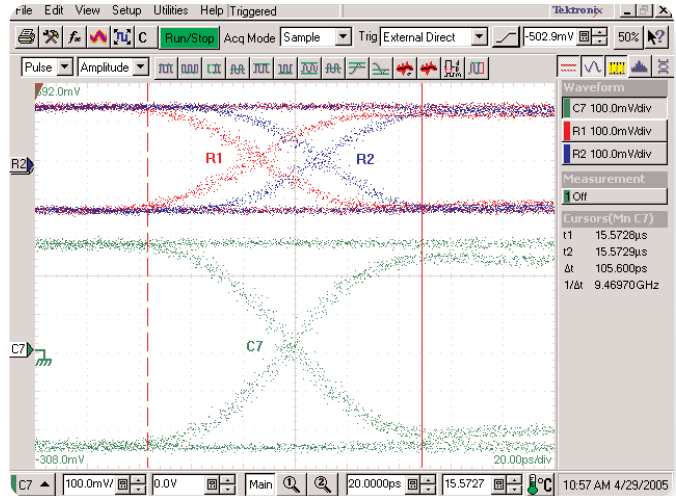 File Edit View Setup Utilities Help Triggered Tektronix
C Run/Stop Acq Mode Sample Trig External Direct -502.9mV 50%
Pulse Amplitude
692.0mV
Waveform
C7 100.0mV/div
R1 100.0mV/div
R2 100.0mV/div
Measurement
1 Off
Cursors(Mn C7)
t1 15.5728µs
t2 15.5729µs
Δt 105.600ps
1/Δt 9.46970GHz
R2
R1 R2
C7
C7
-308.0mV 20.00ps/div
C7 100.0mV/ 0.0V Main 1 2 20.0000ps 15.5727 °C 10:57 AM 4/29/2005